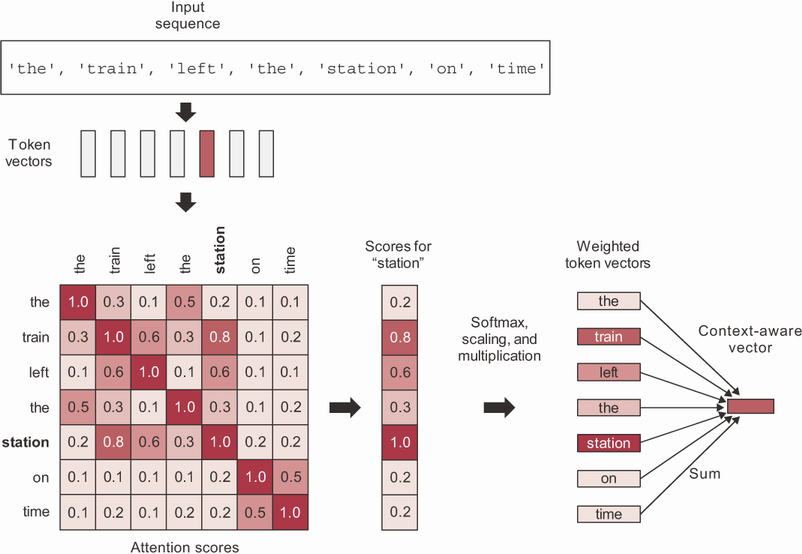 Input
sequence
'the', 'train', 'left', 'the', 'station', 'on', 'time'
Token
vectors
the train left the station on time
the 1.0 0.3 0.1 0.5 0.2 0.1 0.1
train 0.3 1.0 0.6 0.3 0.8 0.1 0.2
left 0.1 0.6 1.0 0.1 0.6 0.1 0.1
the 0.5 0.3 0.1 1.0 0.3 0.1 0.2
station 0.2 0.8 0.6 0.3 1.0 0.2 0.2
on 0.1 0.1 0.1 0.1 0.2 1.0 0.5
time 0.1 0.2 0.1 0.2 0.2 0.5 1.0
Attention scores
Scores for
“station”
0.2
0.8
0.6
0.3
1.0
0.2
0.2
Softmax,
scaling, and
multiplication
Weighted
token vectors
the
train
left
the
station
on
time
Sum
Context-aware
vector